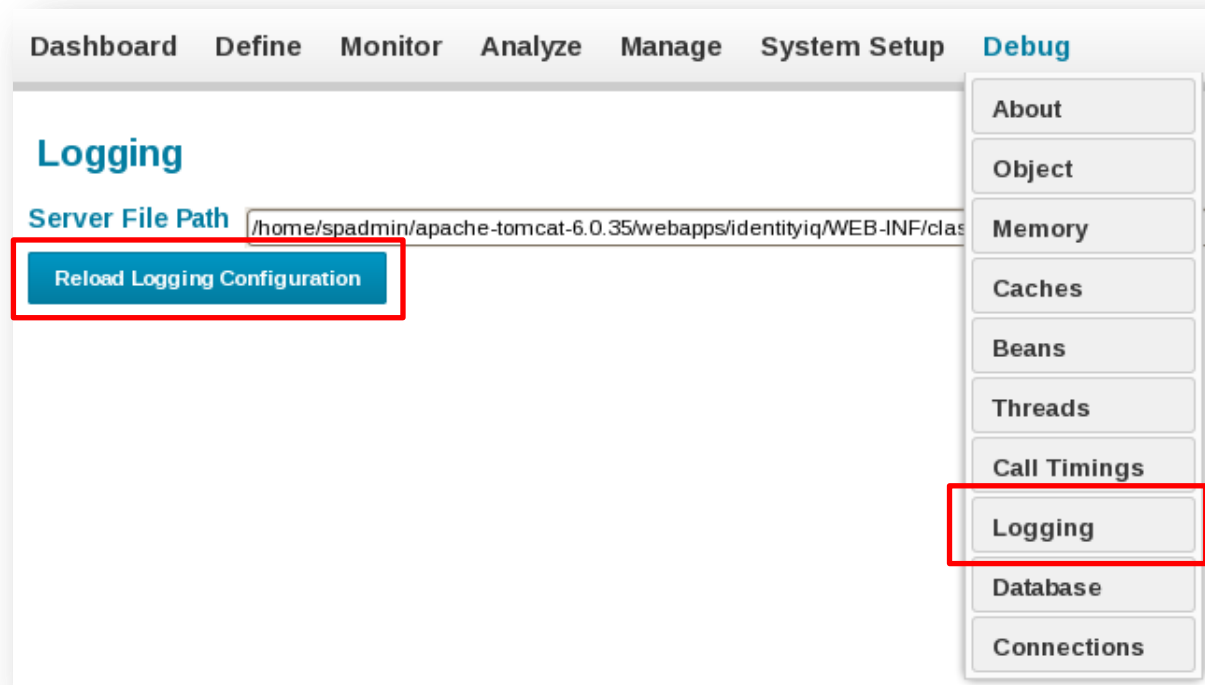 Dashboard Define Monitor Analyze Manage System Setup Debug
Logging
Server File Path /home/spadmin/apache-tomcat-6.0.35/webapps/identityiq/WEB-INF/clas
Reload Logging Configuration
About
Object
Memory
Caches
Beans
Threads
Call Timings
Logging
Database
Connections